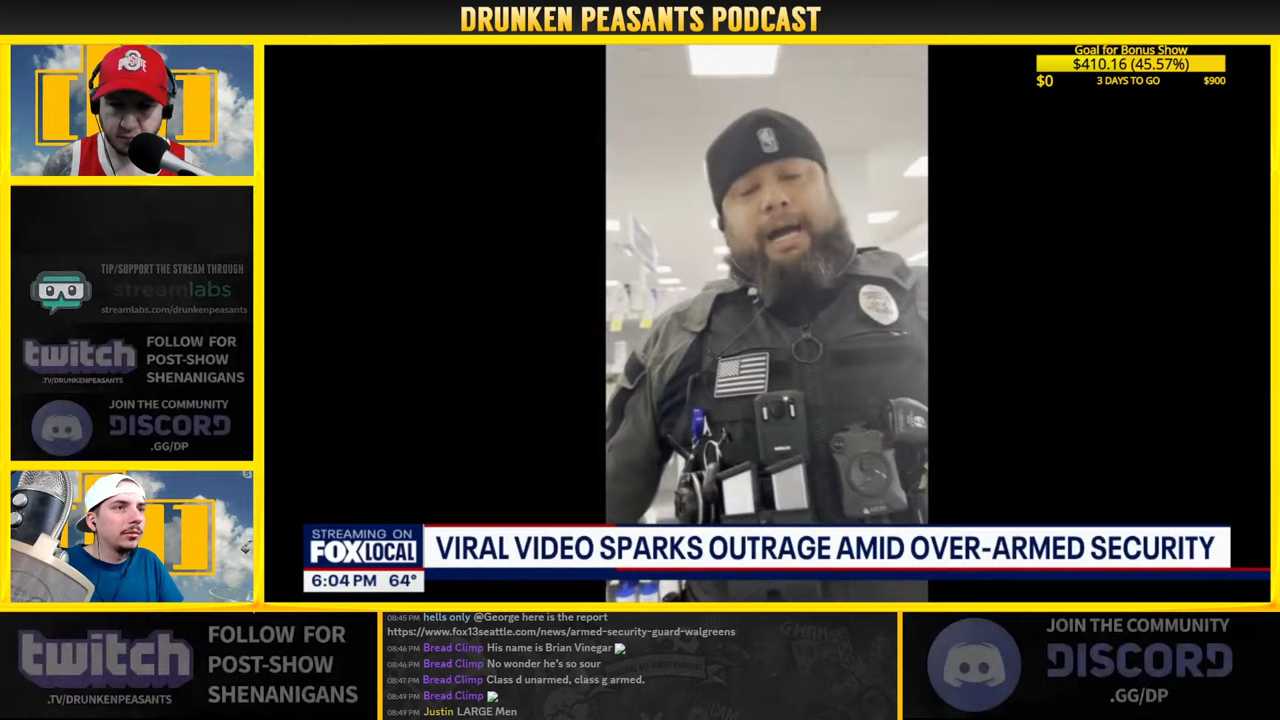 DRUNKEN PEASANTS PODCAST
Goal for Bonus Show
$410.16 (45.57%)
$0
3 DAYS TO GO
$900
TIP/SUPPORT THE STREAM THROUGH
streamlabs
streamlabs.com/drunkenpeasants
twitch
.TV/DRUNKENPEASANTS
FOLLOW FOR
POST-SHOW
SHENANIGANS
JOIN THE COMMUNITY
DISCORD
.GG/DP
STREAMING ON
FOX LOCAL
VIRAL VIDEO SPARKS OUTRAGE AMID OVER-ARMED SECURITY
6:04 PM 64°
twitch
.TV/DRUNKENPEASANTS
FOLLOW FOR
POST-SHOW
SHENANIGANS
08:45 PM hells only @George here is the report
https://www.fox13seattle.com/news/armed-security-guard-walgreens
08:46 PM Bread Climp His name is Brian Vinegar
08:46 PM Bread Climp No wonder he's so sour
08:47 PM Bread Climp Class d unarmed, class g armed.
08:49 PM Bread Climp
08:49 PM Justin LARGE Men
JOIN THE COMMUNITY
DISCORD
.GG/DP